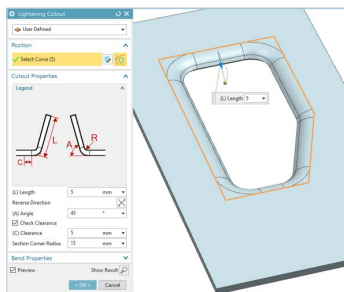 Lightening Cutout
User Defined
Position
Select Curve (5)
Cutout Properties
Legend
L
C
A
R
(L) Length 5 mm
Reverse Direction
(A) Angle 45 °
Check Clearance
(C) Clearance 5 mm
Section Corner Radius 15 mm
Bend Properties
Preview Show Result
< OK > Cancel
(L) Length 5